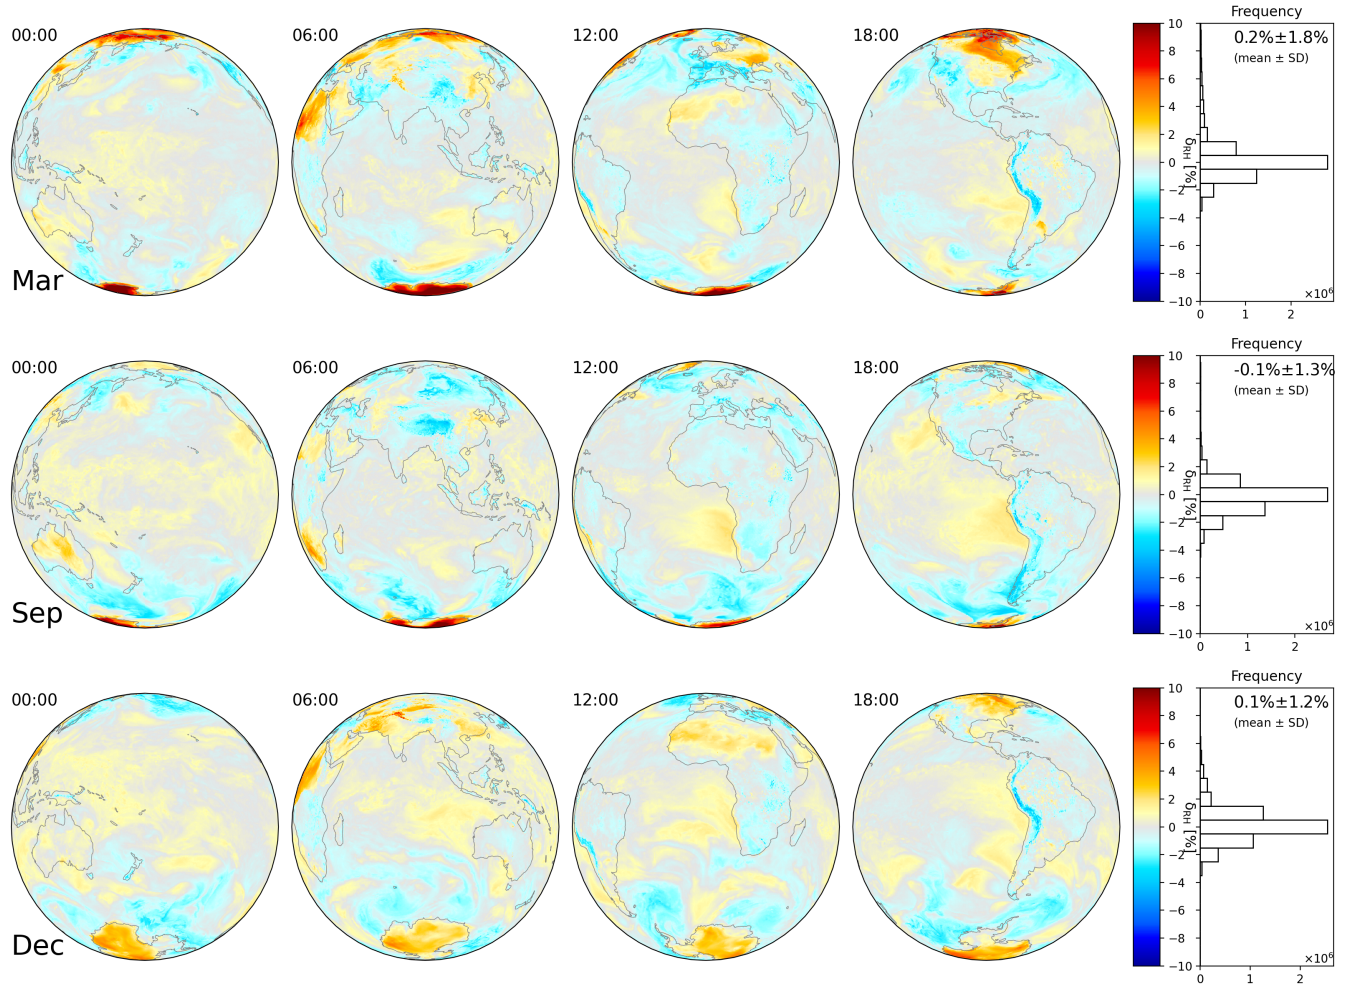 00:00 06:00 12:00 18:00
Mar
10
8
6
4
2
0
−2
−4
−6
−8
−10
δRH [%]
Frequency
0.2%±1.8%
(mean ± SD)
×10⁶
0 1 2
00:00 06:00 12:00 18:00
Sep
10
8
6
4
2
0
−2
−4
−6
−8
−10
δRH [%]
Frequency
-0.1%±1.3%
(mean ± SD)
×10⁶
0 1 2
00:00 06:00 12:00 18:00
Dec
10
8
6
4
2
0
−2
−4
−6
−8
−10
δRH [%]
Frequency
0.1%±1.2%
(mean ± SD)
×10⁶
0 1 2